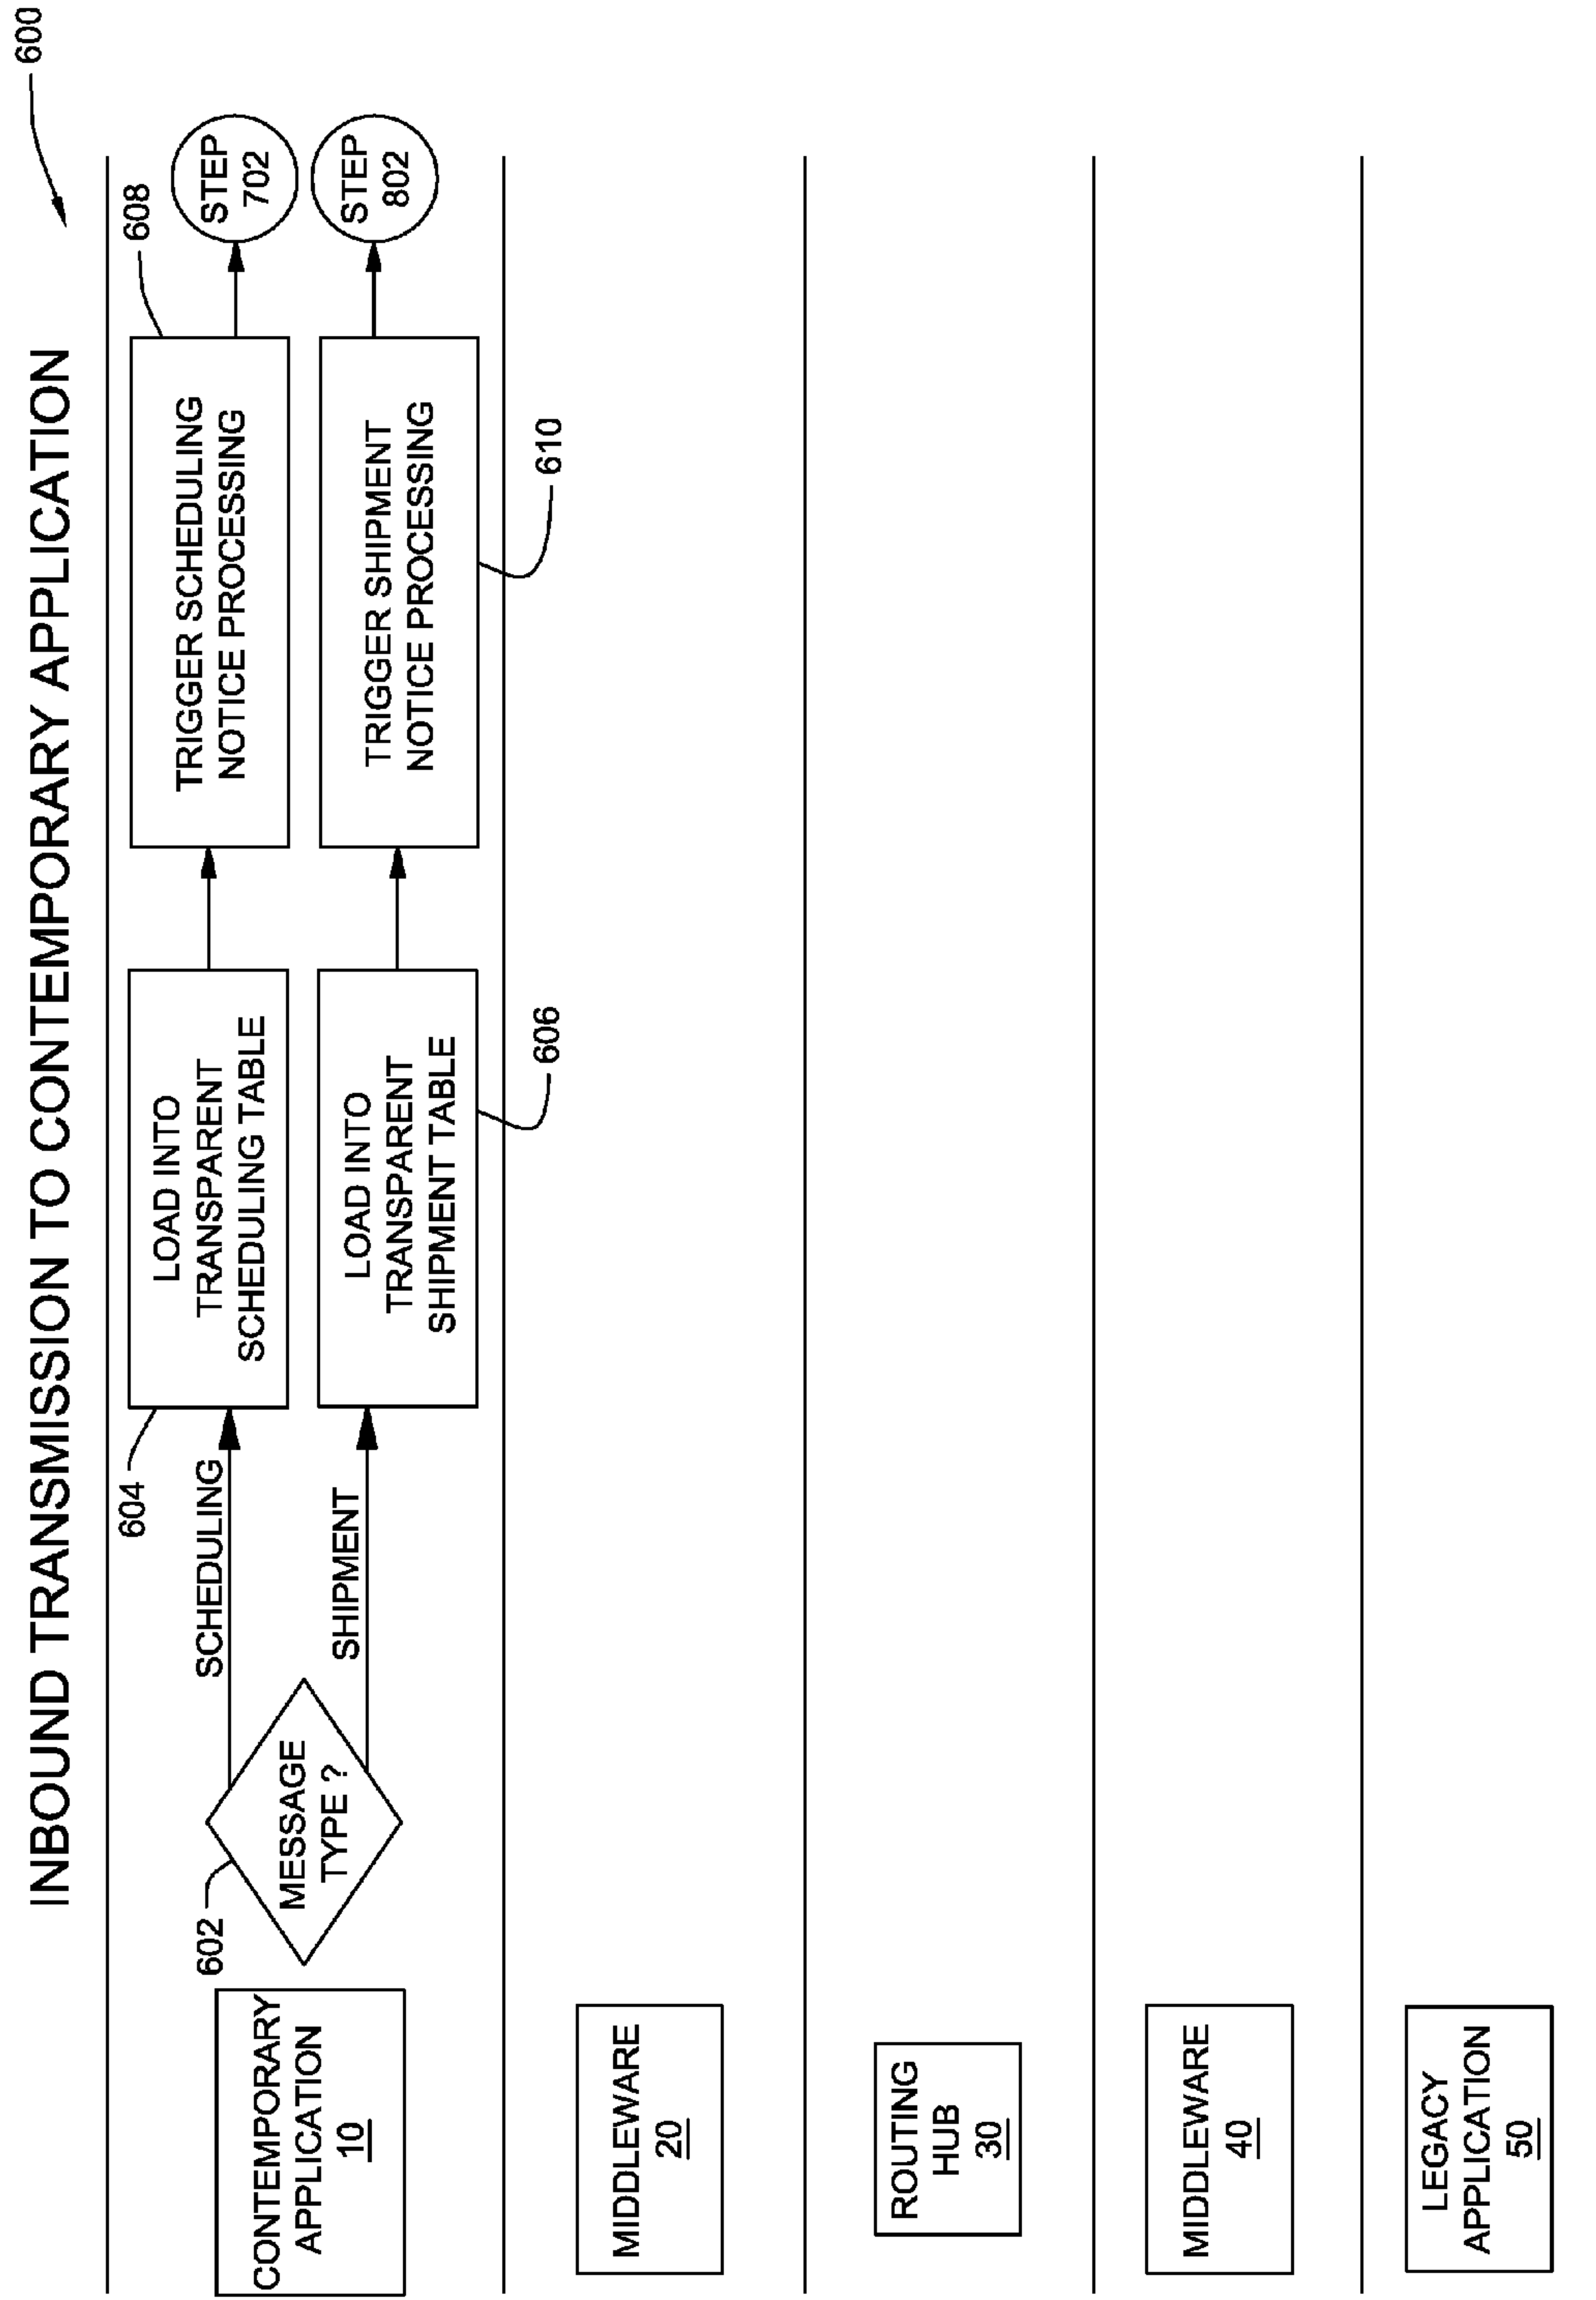 INBOUND TRANSMISSION TO CONTEMPORARY APPLICATION
600
CONTEMPORARY
APPLICATION
10
602
MESSAGE
TYPE ?
SCHEDULING
SHIPMENT
604
LOAD INTO
TRANSPARENT
SCHEDULING TABLE
LOAD INTO
TRANSPARENT
SHIPMENT TABLE
606
608
TRIGGER SCHEDULING
NOTICE PROCESSING
TRIGGER SHIPMENT
NOTICE PROCESSING
610
STEP
702
STEP
802
MIDDLEWARE
20
ROUTING
HUB
30
MIDDLEWARE
40
LEGACY
APPLICATION
50